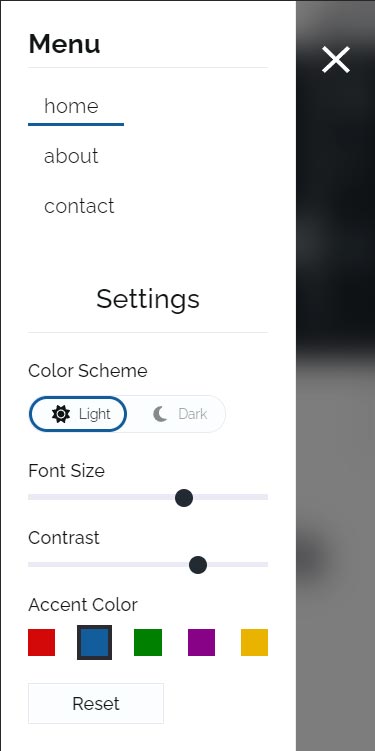 Menu
home
about
contact
Settings
Color Scheme
Light Dark
Font Size
Contrast
Accent Color
Reset